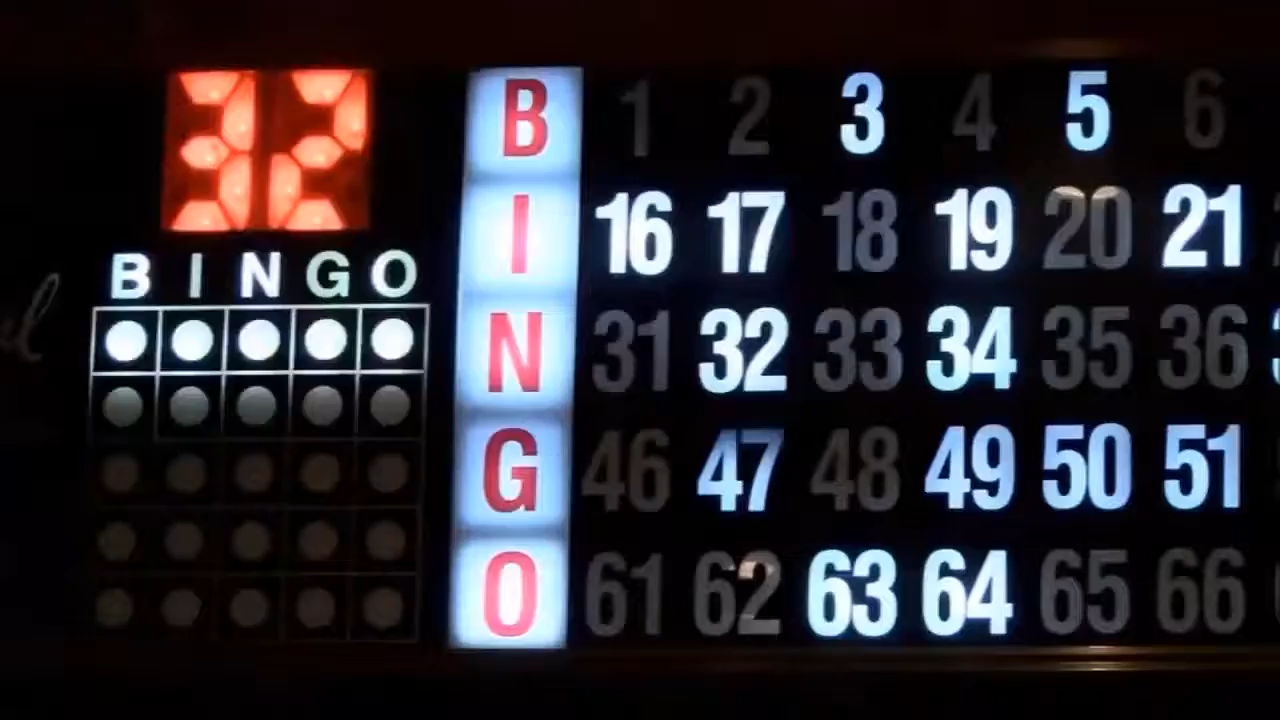 32
BINGO
B 1 2 3 4 5 6
I 16 17 18 19 20 21
N 31 32 33 34 35 36
G 46 47 48 49 50 51
O 61 62 63 64 65 66